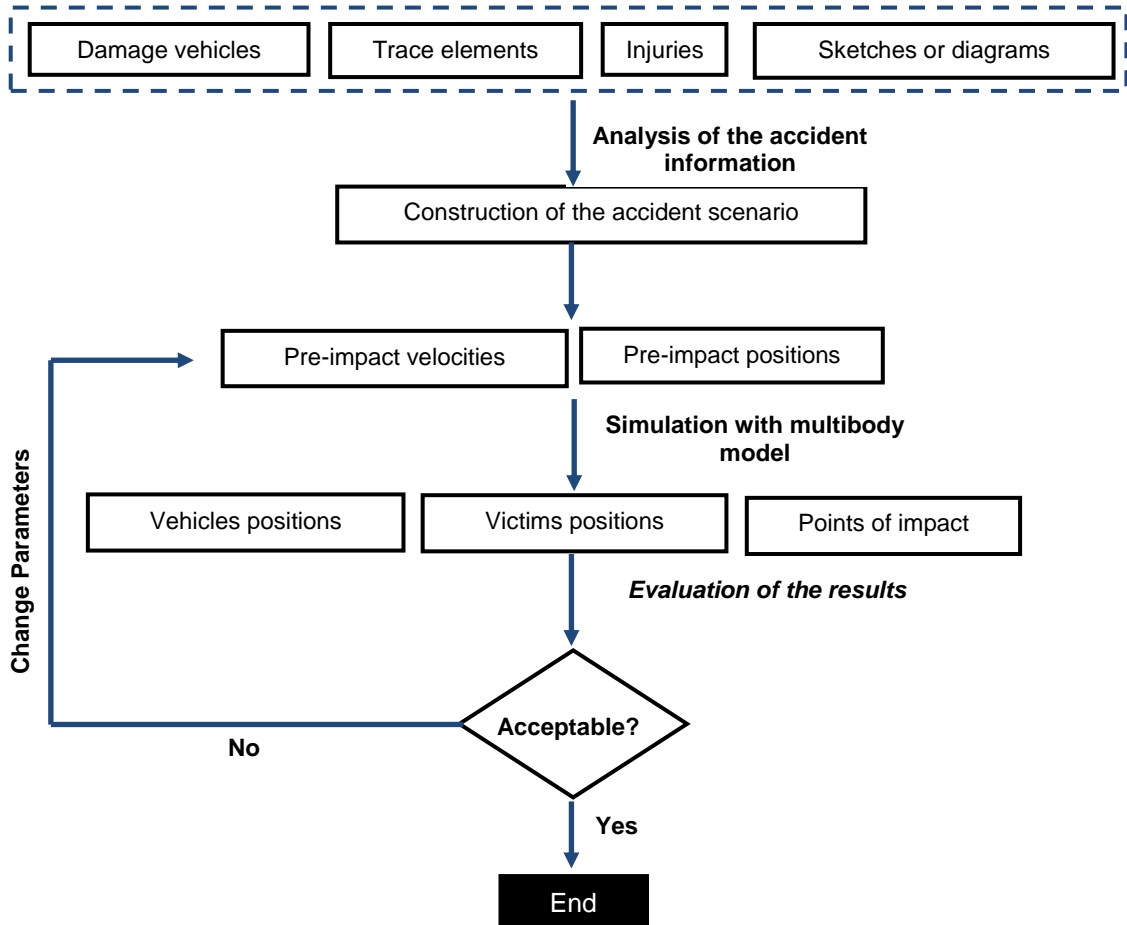 Damage vehicles
Trace elements
Injuries
Sketches or diagrams
Analysis of the accident
information
Construction of the accident scenario
Pre-impact velocities
Pre-impact positions
Simulation with multibody
model
Vehicles positions
Victims positions
Points of impact
Evaluation of the results
Change Parameters
Acceptable?
No
Yes
End